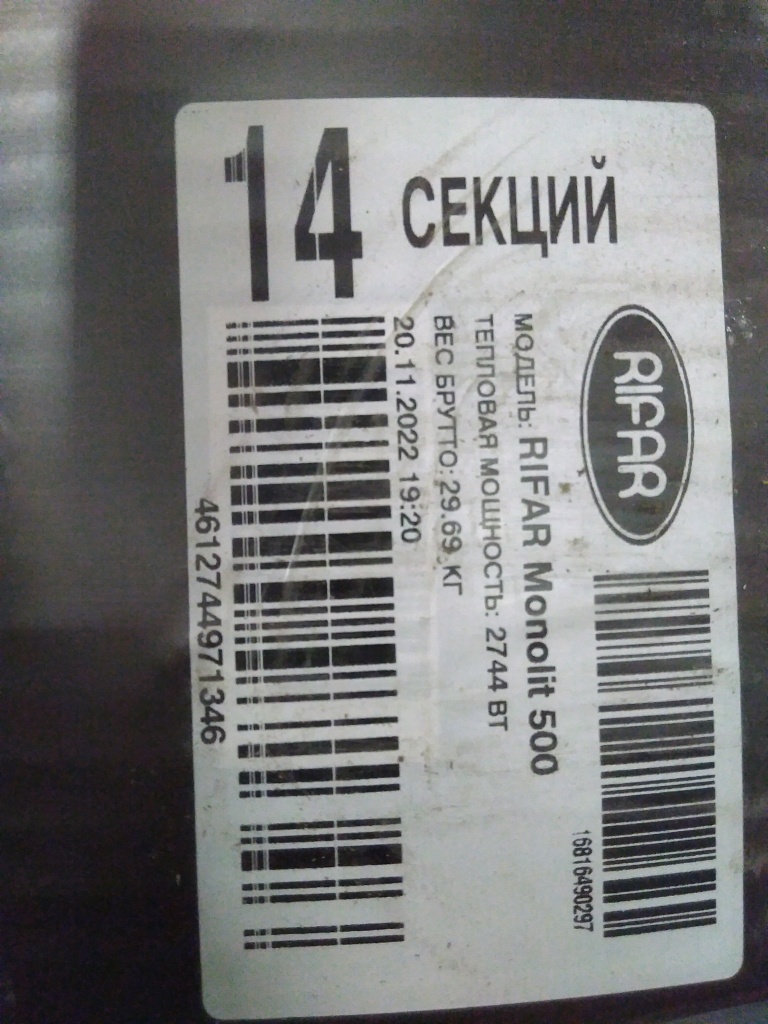 14 СЕКЦИЙ
RIFAR
МОДЕЛЬ: RIFAR Monolit 500
ТЕПЛОВАЯ МОЩНОСТЬ: 2744 ВТ
ВЕС БРУТТО: 29.69 КГ
20.11.2022 19:20
16816490297
4612744971346